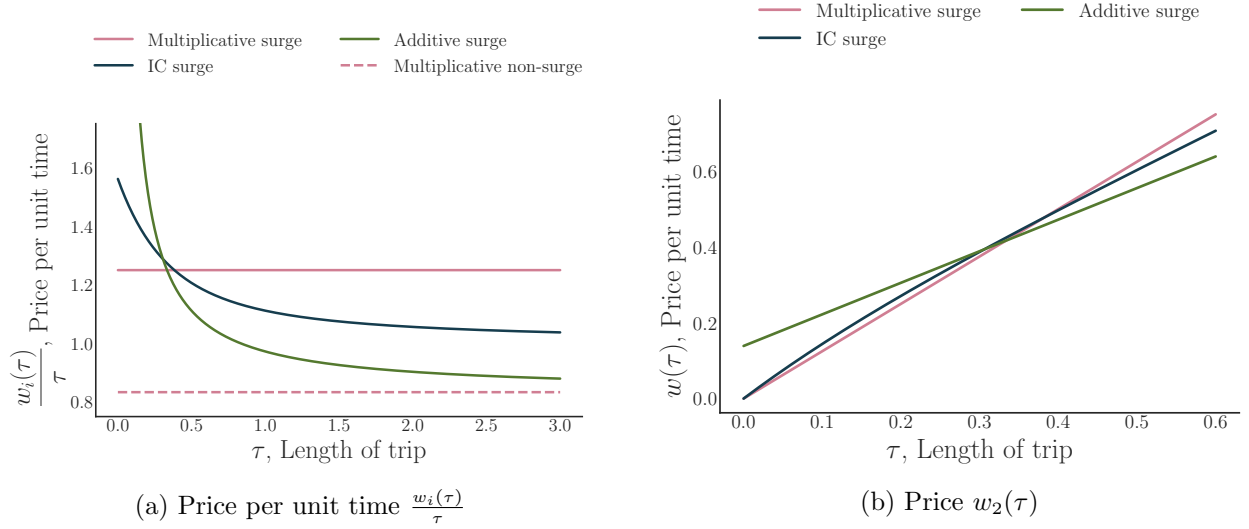 Multiplicative surge
IC surge
Additive surge
Multiplicative non-surge
w_i(τ)/τ, Price per unit time
1.6
1.4
1.2
1.0
0.8
0.0 0.5 1.0 1.5 2.0 2.5 3.0
τ, Length of trip
(a) Price per unit time w_i(τ)/τ
Multiplicative surge
IC surge
Additive surge
w(τ), Price per unit time
0.6
0.4
0.2
0.0
0.0 0.1 0.2 0.3 0.4 0.5 0.6
τ, Length of trip
(b) Price w_2(τ)